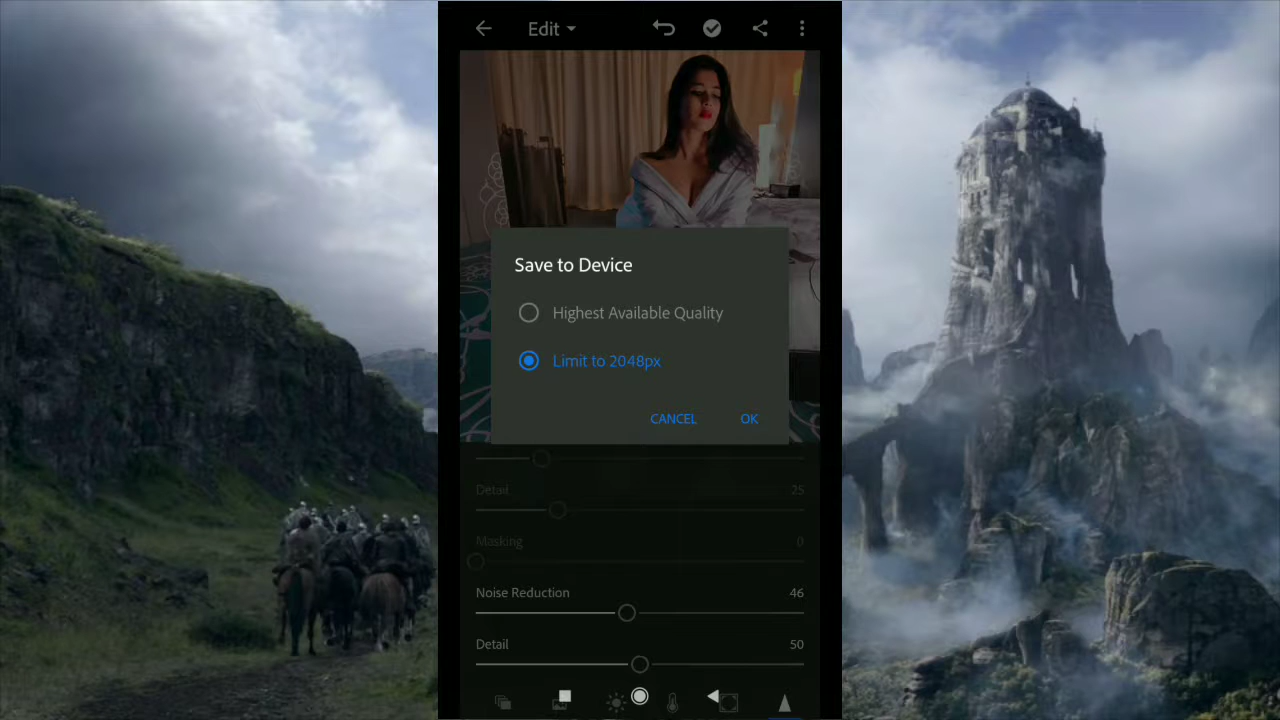 Edit
Save to Device
Highest Available Quality
Limit to 2048px
CANCEL OK
Detail 25
Masking 0
Noise Reduction 46
Detail 50